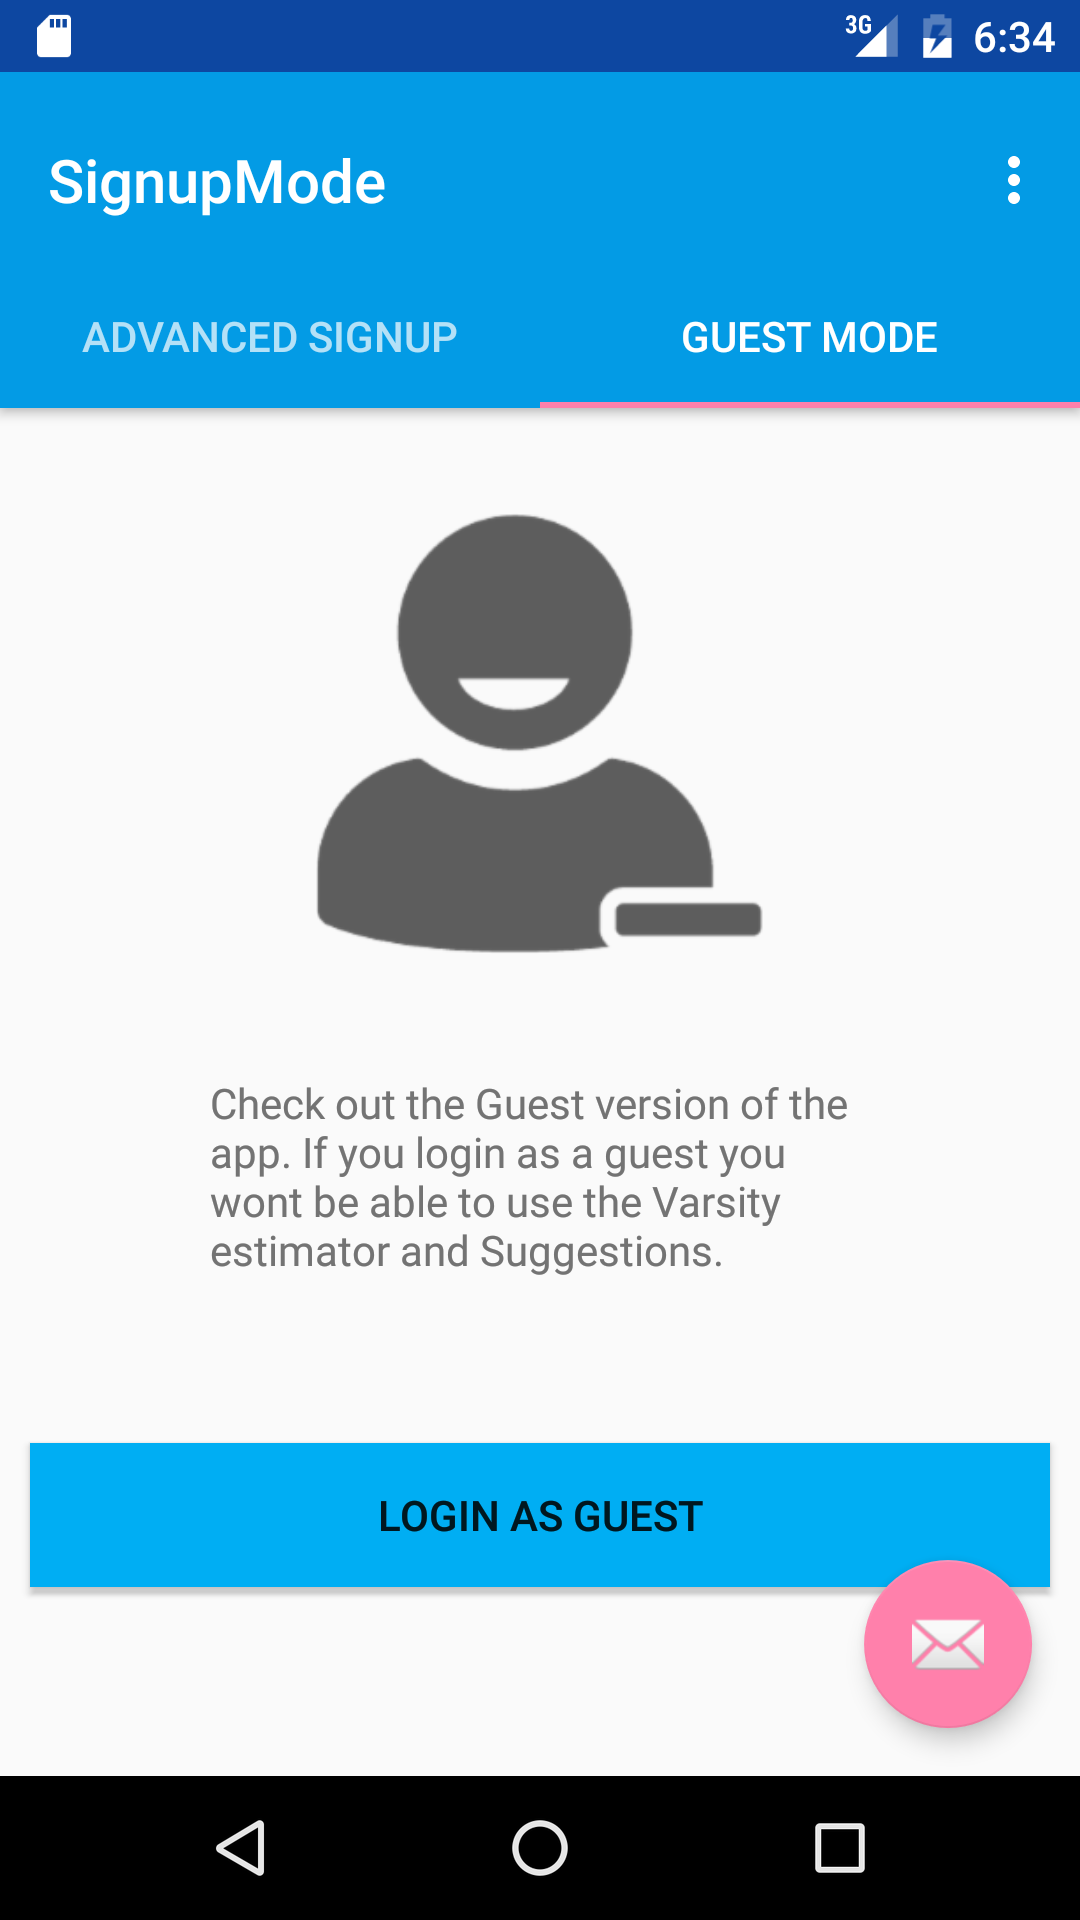 3G 6:34
SignupMode
ADVANCED SIGNUP GUEST MODE
Check out the Guest version of the
app. If you login as a guest you
wont be able to use the Varsity
estimator and Suggestions.
LOGIN AS GUEST